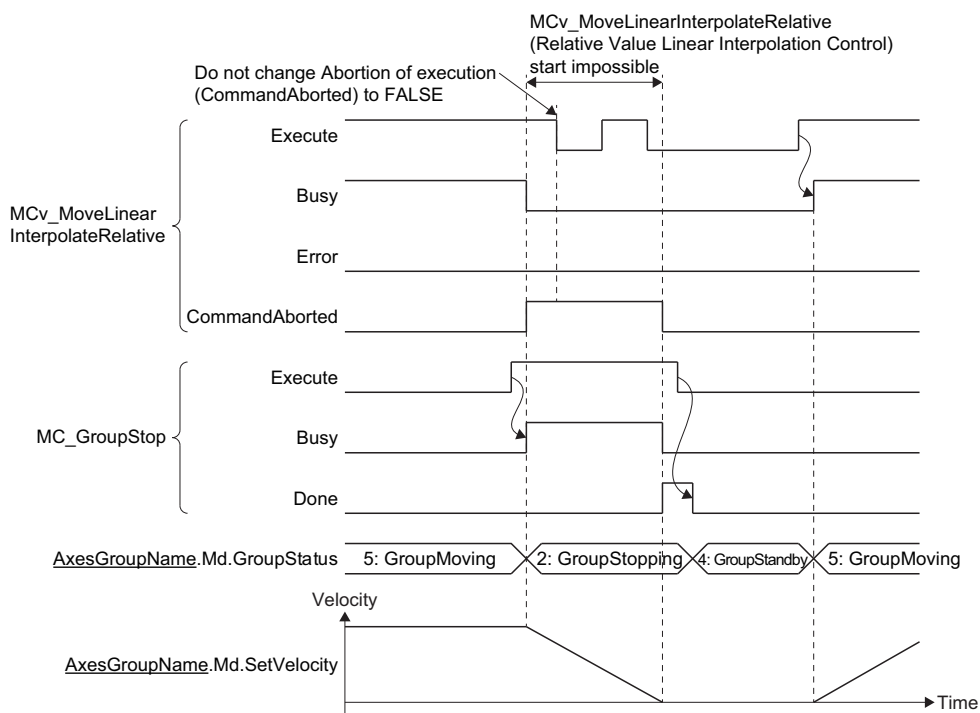 MCv_MoveLinearInterpolateRelative
(Relative Value Linear Interpolation Control)
start impossible
Do not change Abortion of execution
(CommandAborted) to FALSE
Execute
Busy
MCv_MoveLinear
InterpolateRelative
Error
CommandAborted
Execute
MC_GroupStop
Busy
Done
AxesGroupName.Md.GroupStatus
5: GroupMoving
2: GroupStopping
4: GroupStandby
5: GroupMoving
Velocity
AxesGroupName.Md.SetVelocity
Time